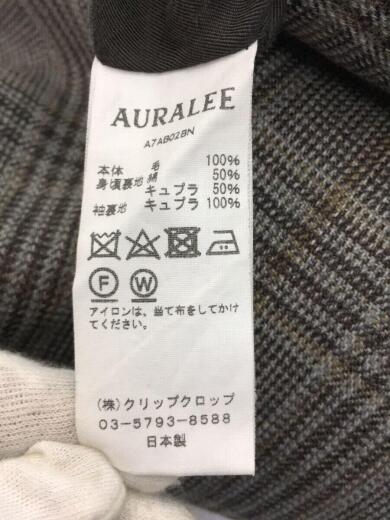 AURALEE
A7AB02BN
本体 毛 100%
身頃裏地 綿 50%
キュプラ 50%
袖裏地 キュプラ 100%
F W
アイロンは、当て布をしてかけ
てください。
(株)クリップクロップ
03-5793-8588
日本製